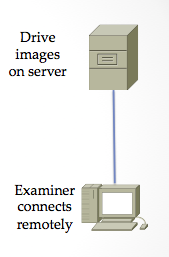 Drive
images
on server
Examiner
connects
remotely